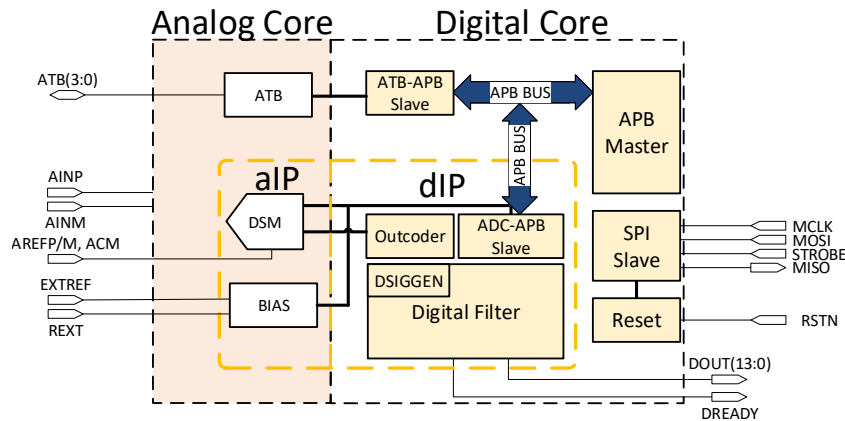 Analog Core
Digital Core
ATB(3:0)
ATB
ATB-APB
Slave
APB BUS
APB
Master
APB BUS
AINP
AINM
aIP
dIP
DSM
Outcoder
ADC-APB
Slave
SPI
Slave
MCLK
MOSI
STROBE
MISO
AREFP/M, ACM
EXTREF
REXT
BIAS
DSIGGEN
Digital Filter
Reset
RSTN
DOUT(13:0)
DREADY